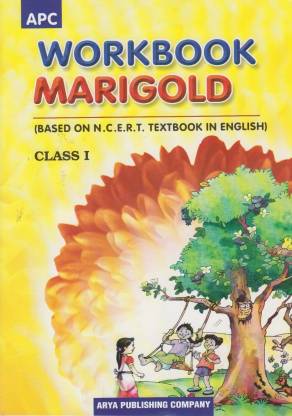 APC
WORKBOOK
MARIGOLD
(BASED ON N.C.E.R.T. TEXTBOOK IN ENGLISH)
CLASS I
ARYA PUBLISHING COMPANY